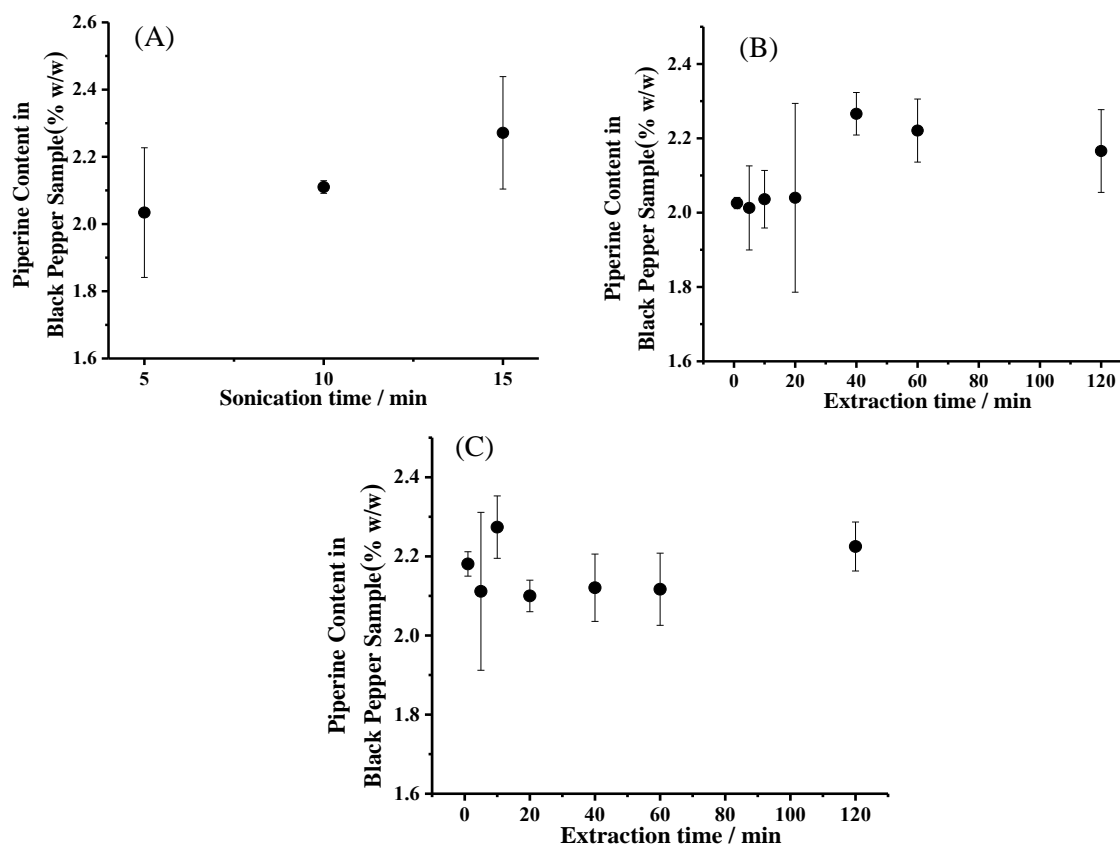 (A)
Piperine Content in
Black Pepper Sample(% w/w)
2.4
2.2
2.0
1.8
1.6
5
10
15
Sonication time / min
(B)
Piperine Content in
Black Pepper Sample(% w/w)
2.4
2.2
2.0
1.8
1.6
0
20
40
60
80
100
120
Extraction time / min
(C)
Piperine Content in
Black Pepper Sample(% w/w)
2.4
2.2
2.0
1.8
1.6
0
20
40
60
80
100
120
Extraction time / min